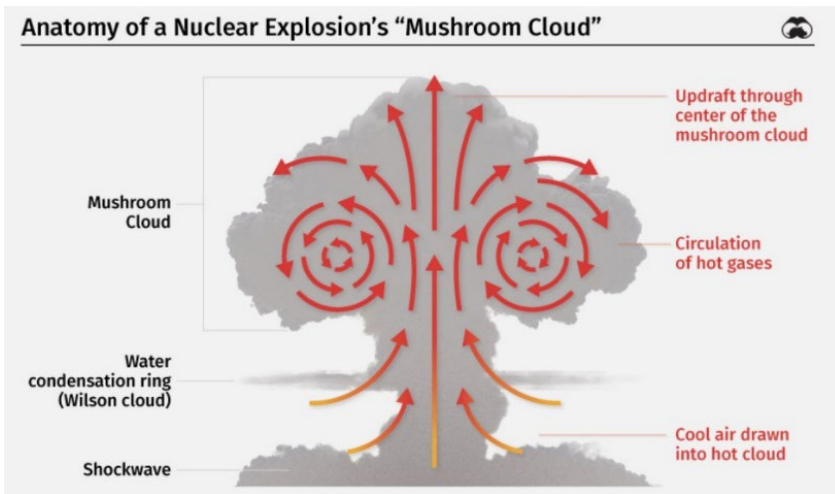 Anatomy of a Nuclear Explosion’s “Mushroom Cloud”
Updraft through
center of the
mushroom cloud
Mushroom
Cloud
Circulation
of hot gases
Water
condensation ring
(Wilson cloud)
Cool air drawn
into hot cloud
Shockwave